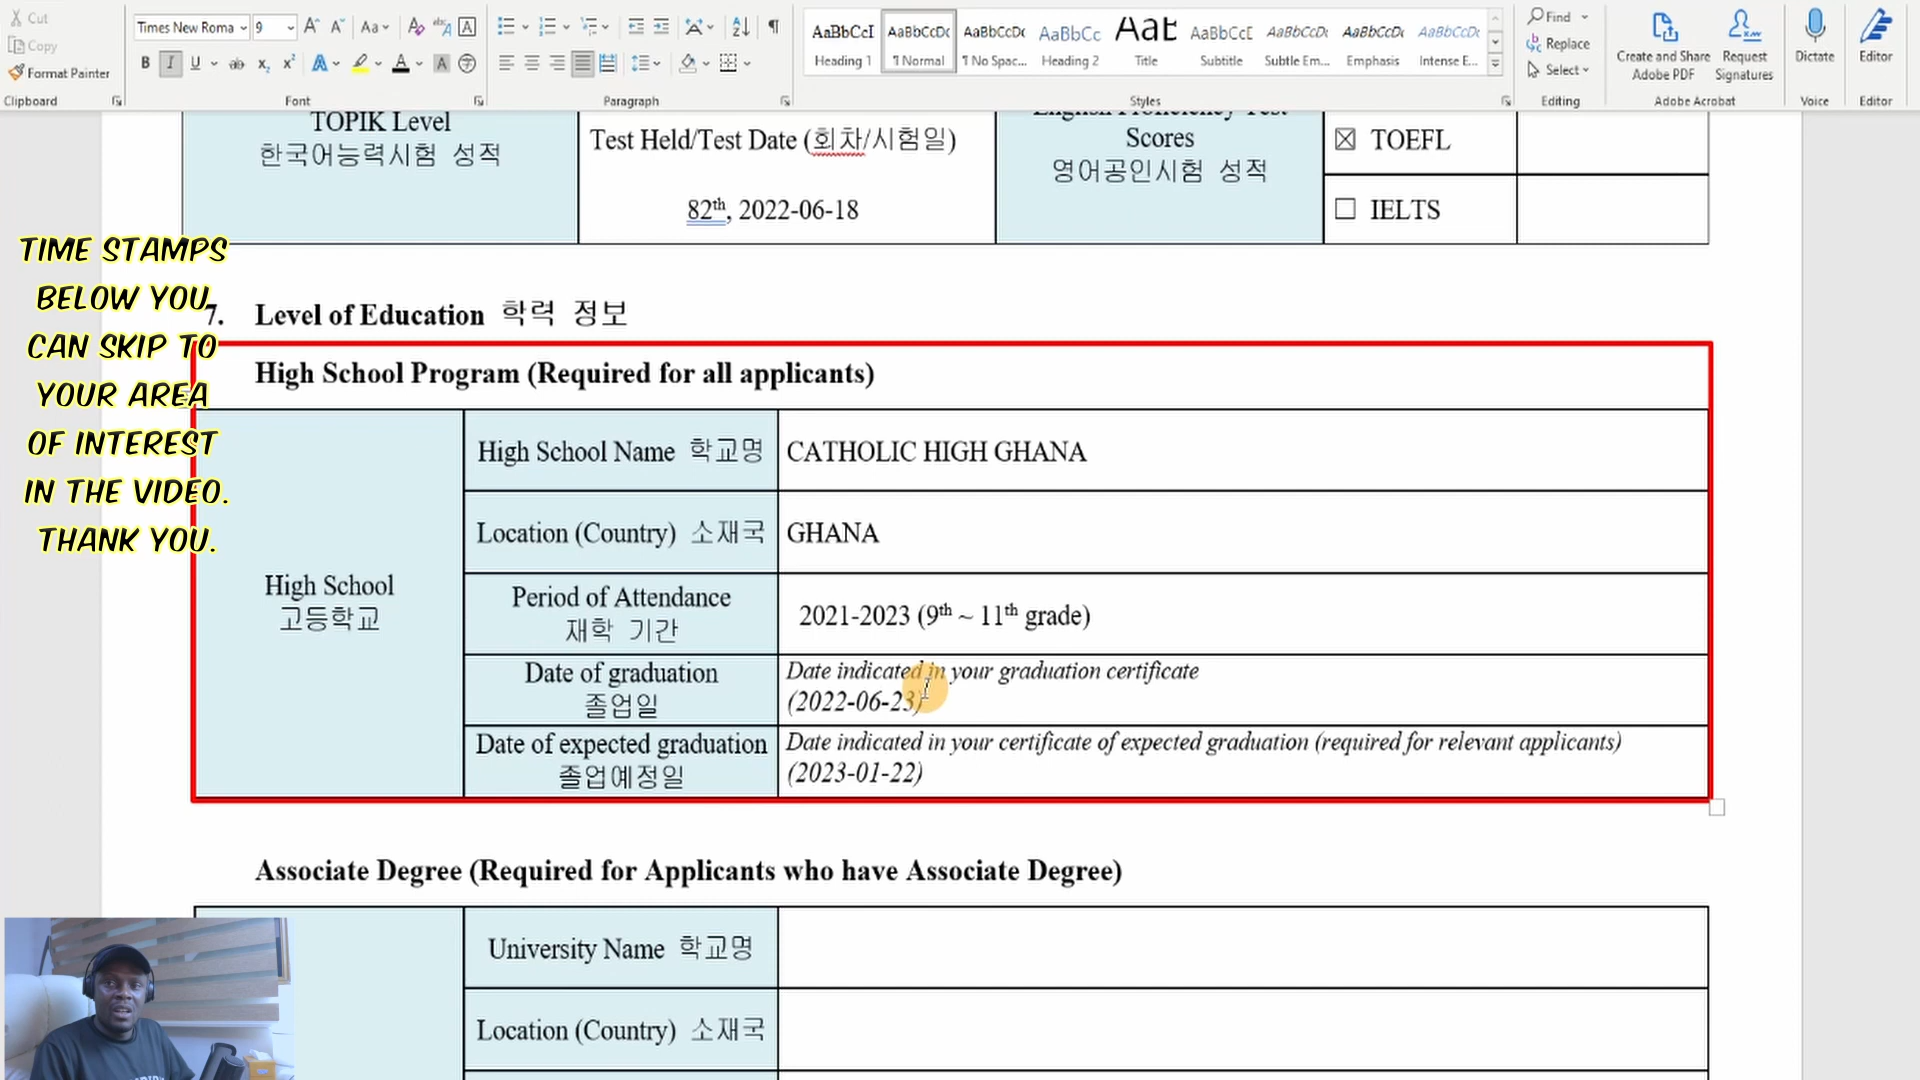 Cut
Copy
Format Painter
Clipboard
Times New Roma
9
Aa
B I U ab x₂ x² A A A
Font
Paragraph
AaBbCcI
Heading 1
AaBbCcDc
¶ Normal
AaBbCcDc
¶ No Spac...
AaBbCc
Heading 2
AaB
Title
AaBbCcD
Subtitle
AaBbCcDc
Subtle Em...
AaBbCcDc
Emphasis
AaBbCcDc
Intense E...
Styles
Find
Replace
Select
Editing
Create and Share
Adobe PDF
Request
Signatures
Adobe Acrobat
Dictate
Voice
Editor
Editor
TOPIK Level
한국어능력시험 성적
Test Held/Test Date (회차/시험일)
82th, 2022-06-18
English Proficiency Test
Scores
영어공인시험 성적
☒ TOEFL
☐ IELTS
TIME STAMPS
BELOW YOU
CAN SKIP TO
YOUR AREA
OF INTEREST
IN THE VIDEO.
THANK YOU.
7. Level of Education 학력 정보
High School Program (Required for all applicants)
High School
고등학교
High School Name 학교명
CATHOLIC HIGH GHANA
Location (Country) 소재국
GHANA
Period of Attendance
재학 기간
2021-2023 (9th ~ 11th grade)
Date of graduation
졸업일
Date indicated in your graduation certificate
(2022-06-23)
Date of expected graduation
졸업예정일
Date indicated in your certificate of expected graduation (required for relevant applicants)
(2023-01-22)
Associate Degree (Required for Applicants who have Associate Degree)
University Name 학교명
Location (Country) 소재국